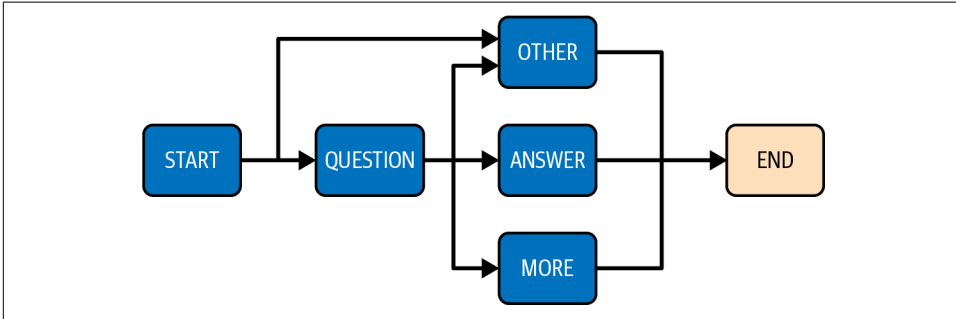 OTHER
START
QUESTION
ANSWER
END
MORE